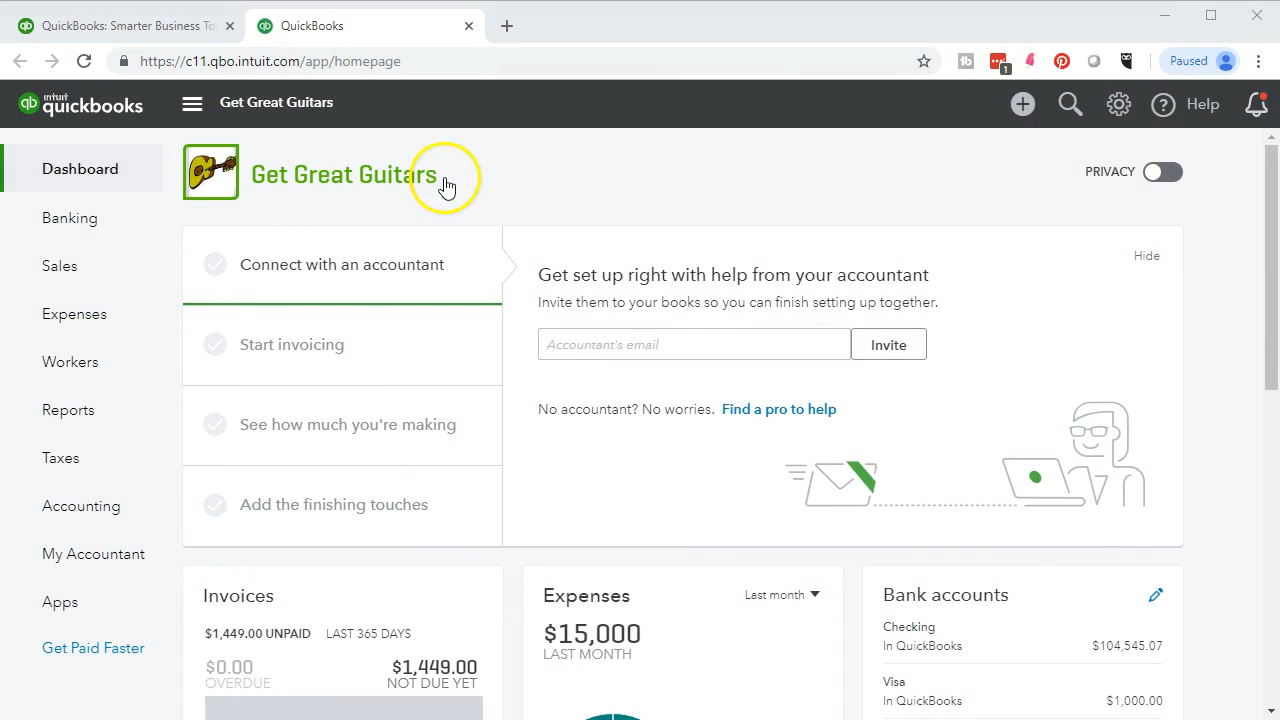 QuickBooks: Smarter Business To
QuickBooks
https://c11.qbo.intuit.com/app/homepage
1
Paused
intuit
quickbooks
Get Great Guitars
Help
Dashboard
Banking
Sales
Expenses
Workers
Reports
Taxes
Accounting
My Accountant
Apps
Get Paid Faster
Get Great Guitars
PRIVACY
Connect with an accountant
Start invoicing
See how much you're making
Add the finishing touches
Hide
Get set up right with help from your accountant
Invite them to your books so you can finish setting up together.
Accountant's email
Invite
No accountant? No worries. Find a pro to help
Invoices
$1,449.00 UNPAID LAST 365 DAYS
$0.00 $1,449.00
OVERDUE NOT DUE YET
Expenses
Last month
$15,000
LAST MONTH
Bank accounts
Checking
In QuickBooks $104,545.07
Visa
In QuickBooks $1,000.00